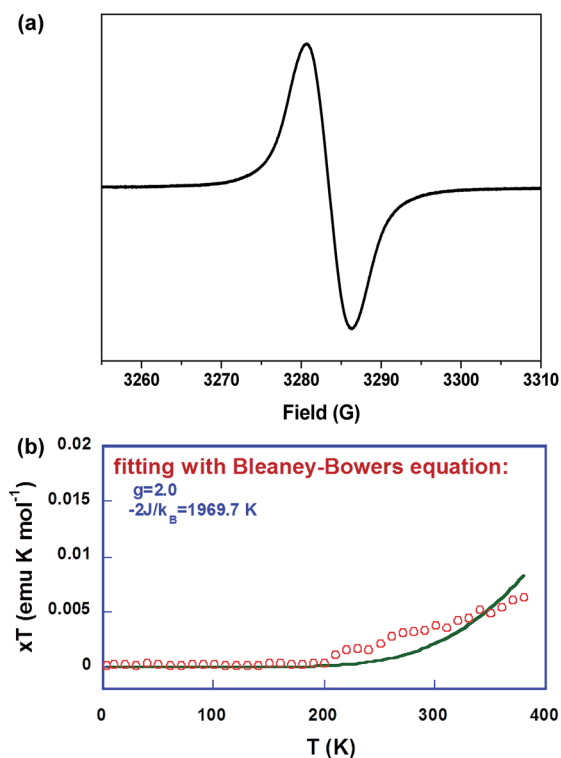 (a)
3260 3270 3280 3290 3300 3310
Field (G)
(b)
0.02
fitting with Bleaney-Bowers equation:
g=2.0
-2J/k_B=1969.7 K
0.015
0.01
0.005
0
xT (emu K mol⁻¹)
0 100 200 300 400
T (K)